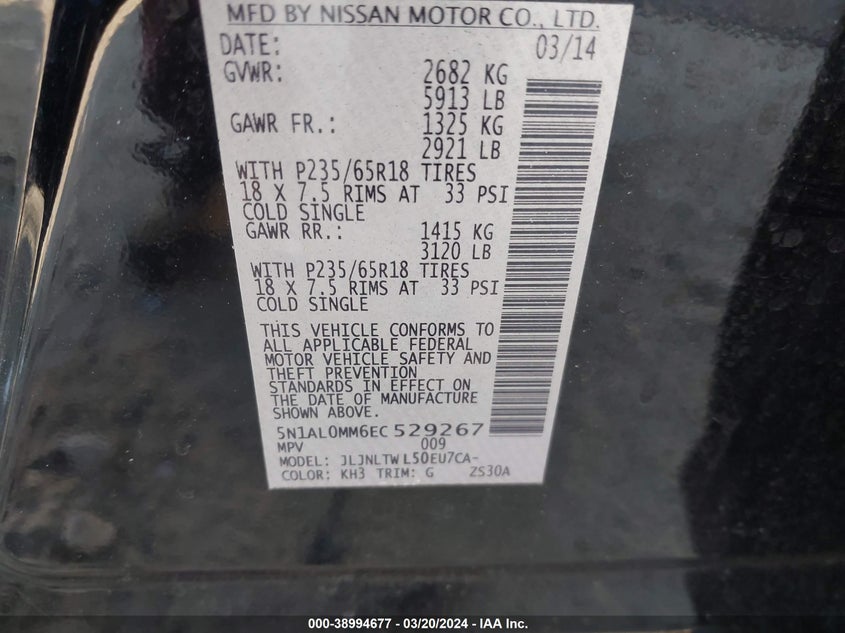 MFD BY NISSAN MOTOR CO., LTD.
DATE: 03/14
GVWR: 2682 KG
5913 LB
GAWR FR.: 1325 KG
2921 LB
WITH P235/65R18 TIRES
18 X 7.5 RIMS AT 33 PSI
COLD SINGLE
GAWR RR.: 1415 KG
3120 LB
WITH P235/65R18 TIRES
18 X 7.5 RIMS AT 33 PSI
COLD SINGLE
THIS VEHICLE CONFORMS TO
ALL APPLICABLE FEDERAL
MOTOR VEHICLE SAFETY AND
THEFT PREVENTION
STANDARDS IN EFFECT ON
THE DATE OF MANUFACTURE
SHOWN ABOVE.
5N1AL0MM6EC 529267
MPV 009
MODEL: JLJNLTW L50EU7CA-
COLOR: KH3 TRIM: G ZS30A
000-38994677 / 03/20/2024 - IAA Inc.